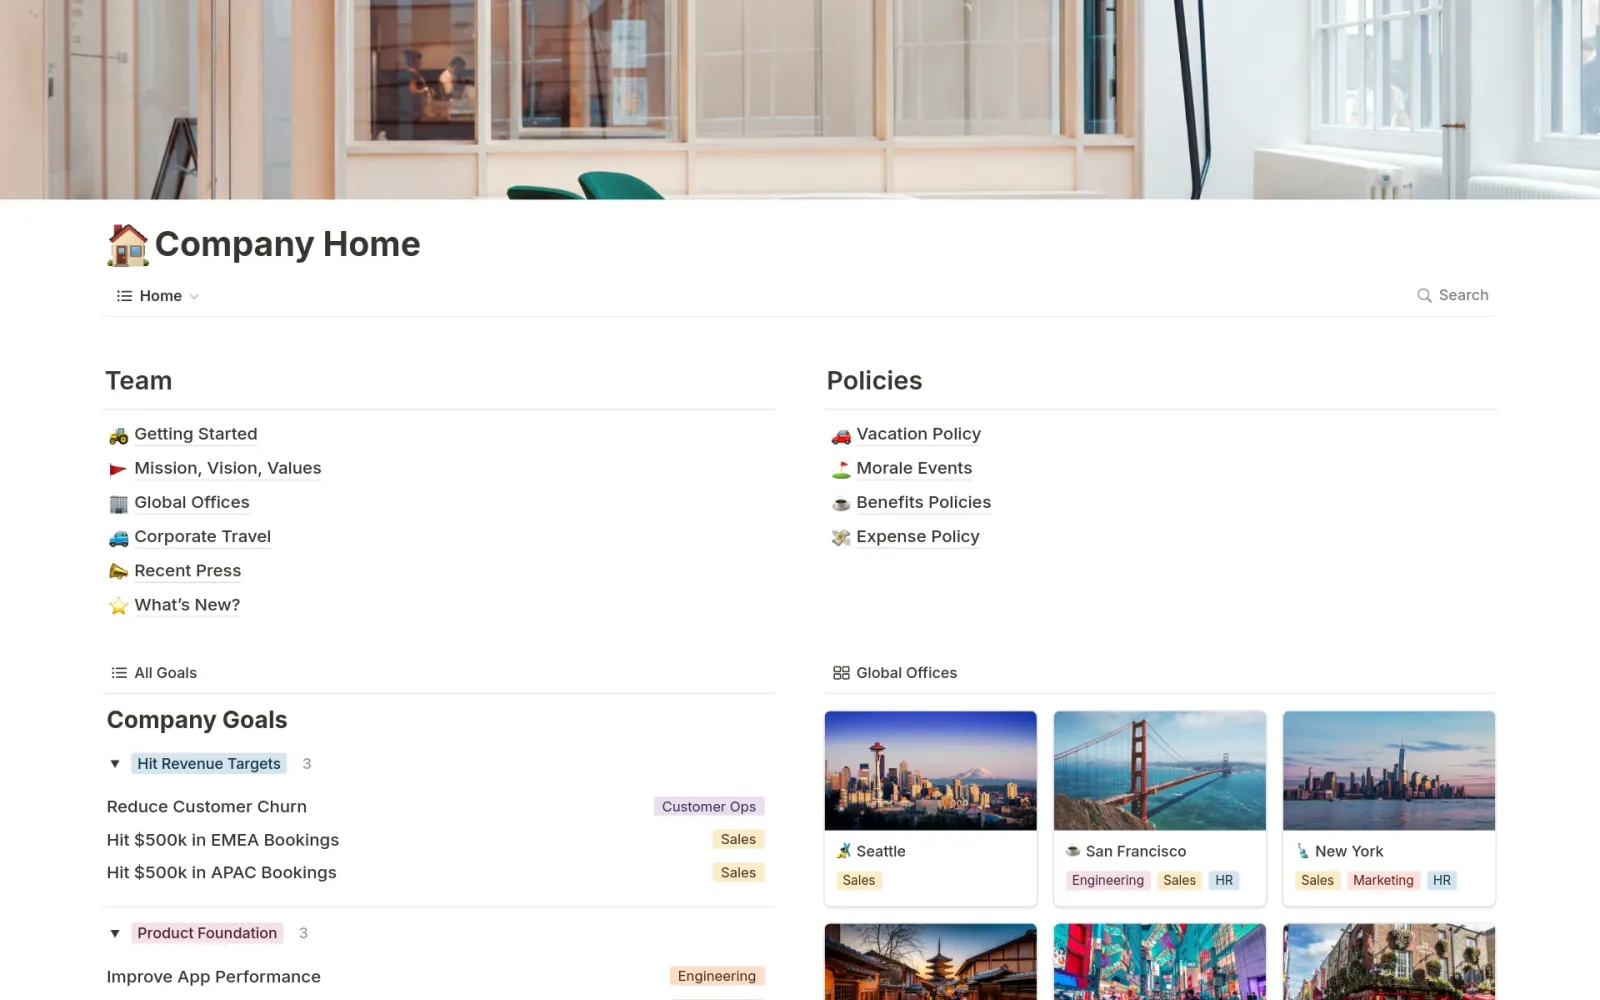 Company Home
Home
Search
Team
Getting Started
Mission, Vision, Values
Global Offices
Corporate Travel
Recent Press
What's New?
Policies
Vacation Policy
Morale Events
Benefits Policies
Expense Policy
All Goals
Company Goals
Hit Revenue Targets 3
Reduce Customer Churn Customer Ops
Hit $500k in EMEA Bookings Sales
Hit $500k in APAC Bookings Sales
Product Foundation 3
Improve App Performance Engineering
Global Offices
Seattle
Sales
San Francisco
Engineering Sales HR
New York
Sales Marketing HR